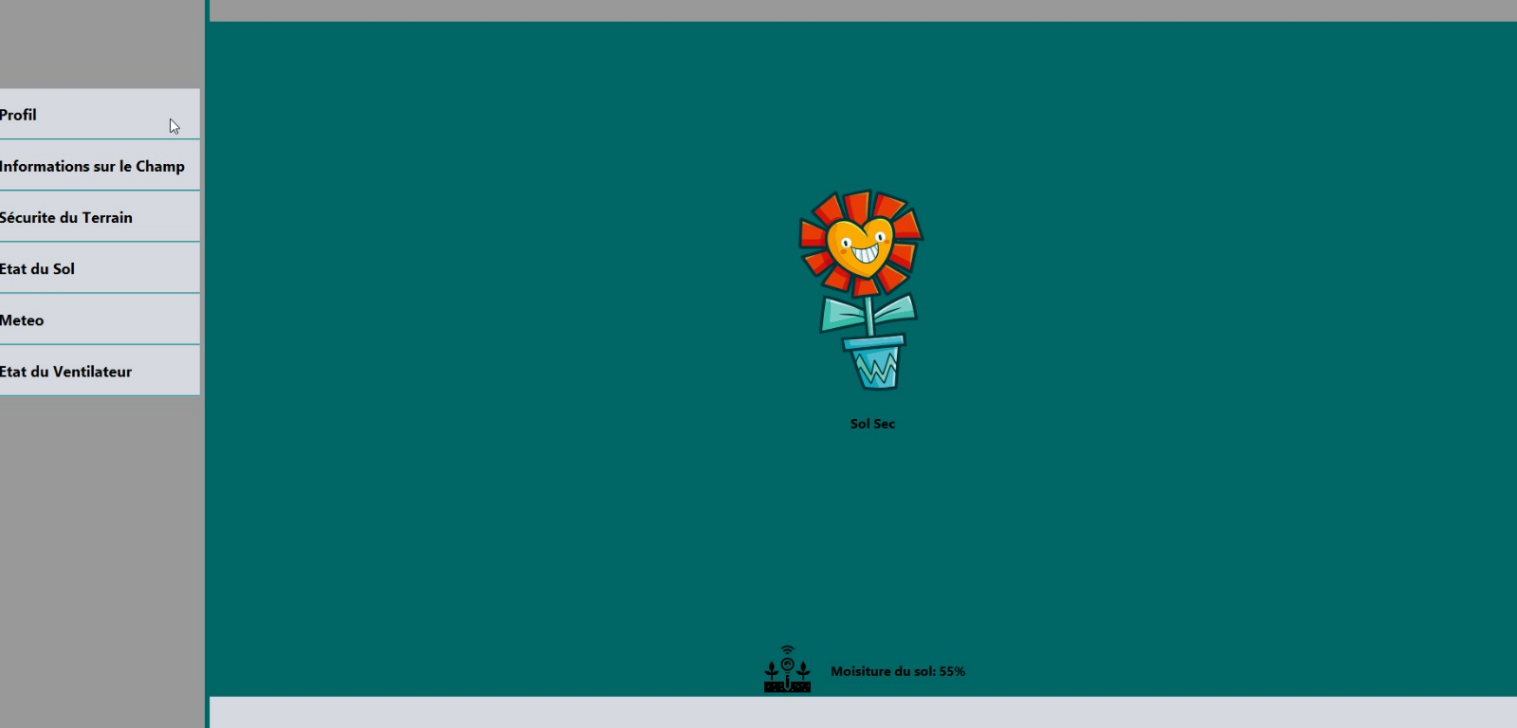 Profil
Informations sur le Champ
Sécurite du Terrain
Etat du Sol
Meteo
Etat du Ventilateur
Sol Sec
Moisiture du sol: 55%